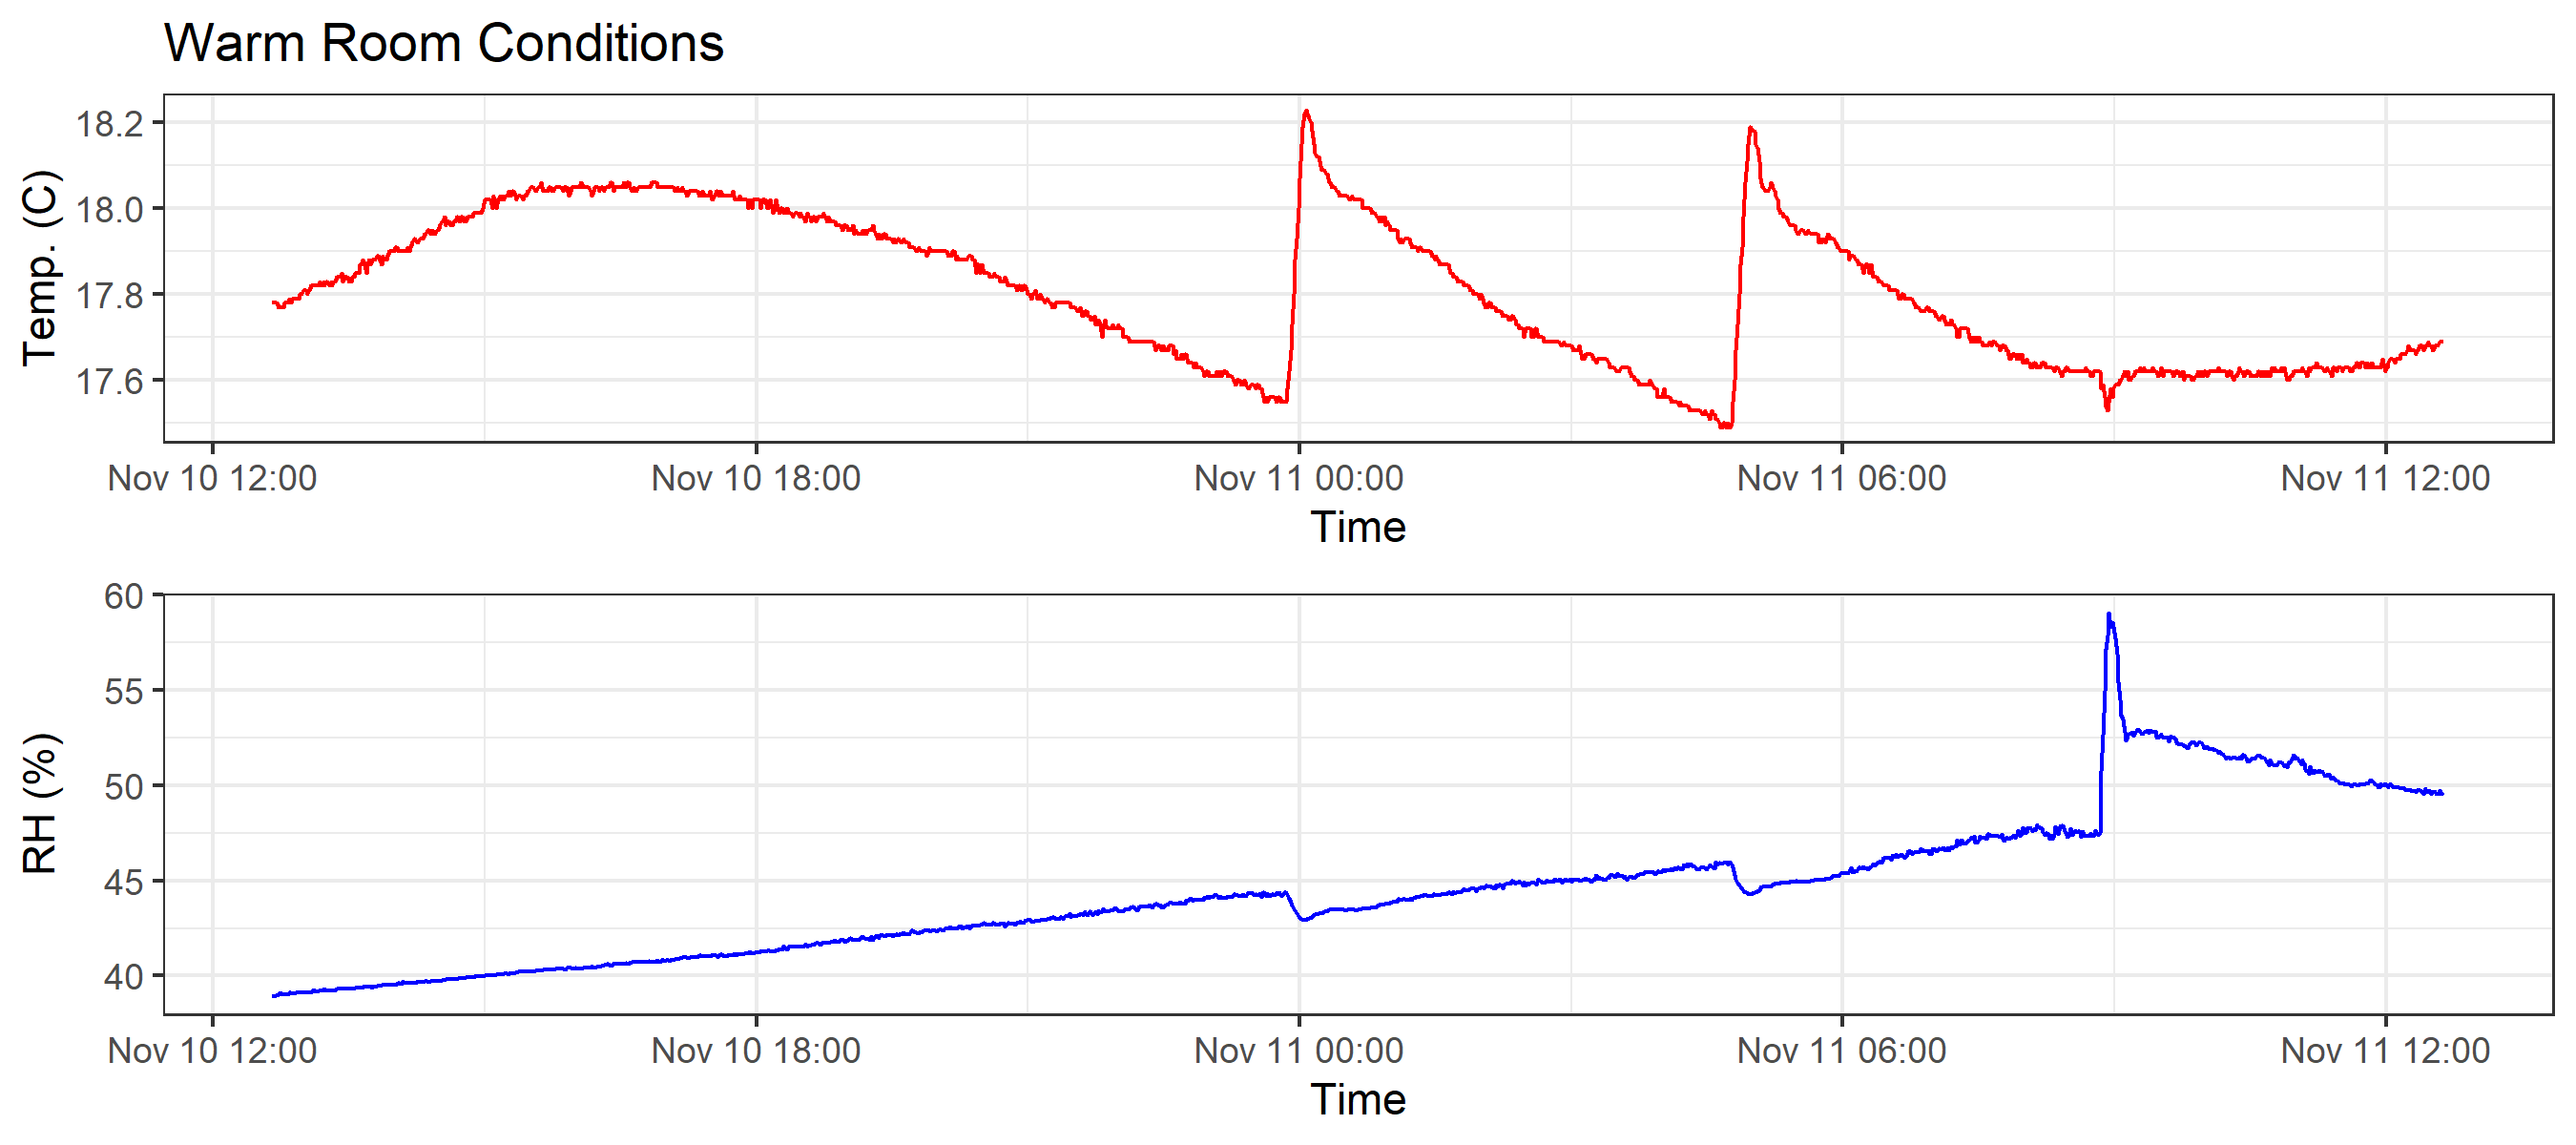 Warm Room Conditions
Temp. (C)
18.2
18.0
17.8
17.6
Nov 10 12:00 Nov 10 18:00 Nov 11 00:00 Nov 11 06:00 Nov 11 12:00
Time
RH (%)
60
55
50
45
40
Nov 10 12:00 Nov 10 18:00 Nov 11 00:00 Nov 11 06:00 Nov 11 12:00
Time